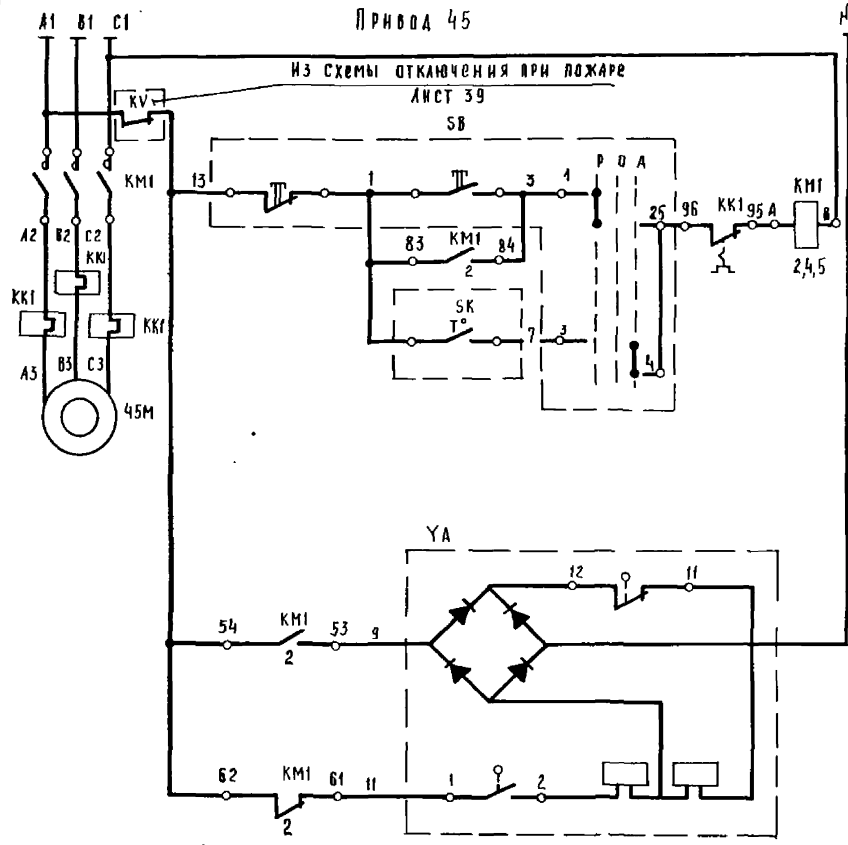 Привод 45
А1 В1 С1 N
Из схемы отключения при пожаре
Лист 39
KV
SB
Р О А
КМ1
13 1 3 1
25 96 КК1 95 А КМ1 В
2,4,5
А2 В2 С2
83 КМ1 84
2
КК1
SK
Т°
7 3
4
КК1 КК1
А3 В3 С3
45М
YA
12 11
54 КМ1 53 9
2
62 КМ1 61 11 1 2
2